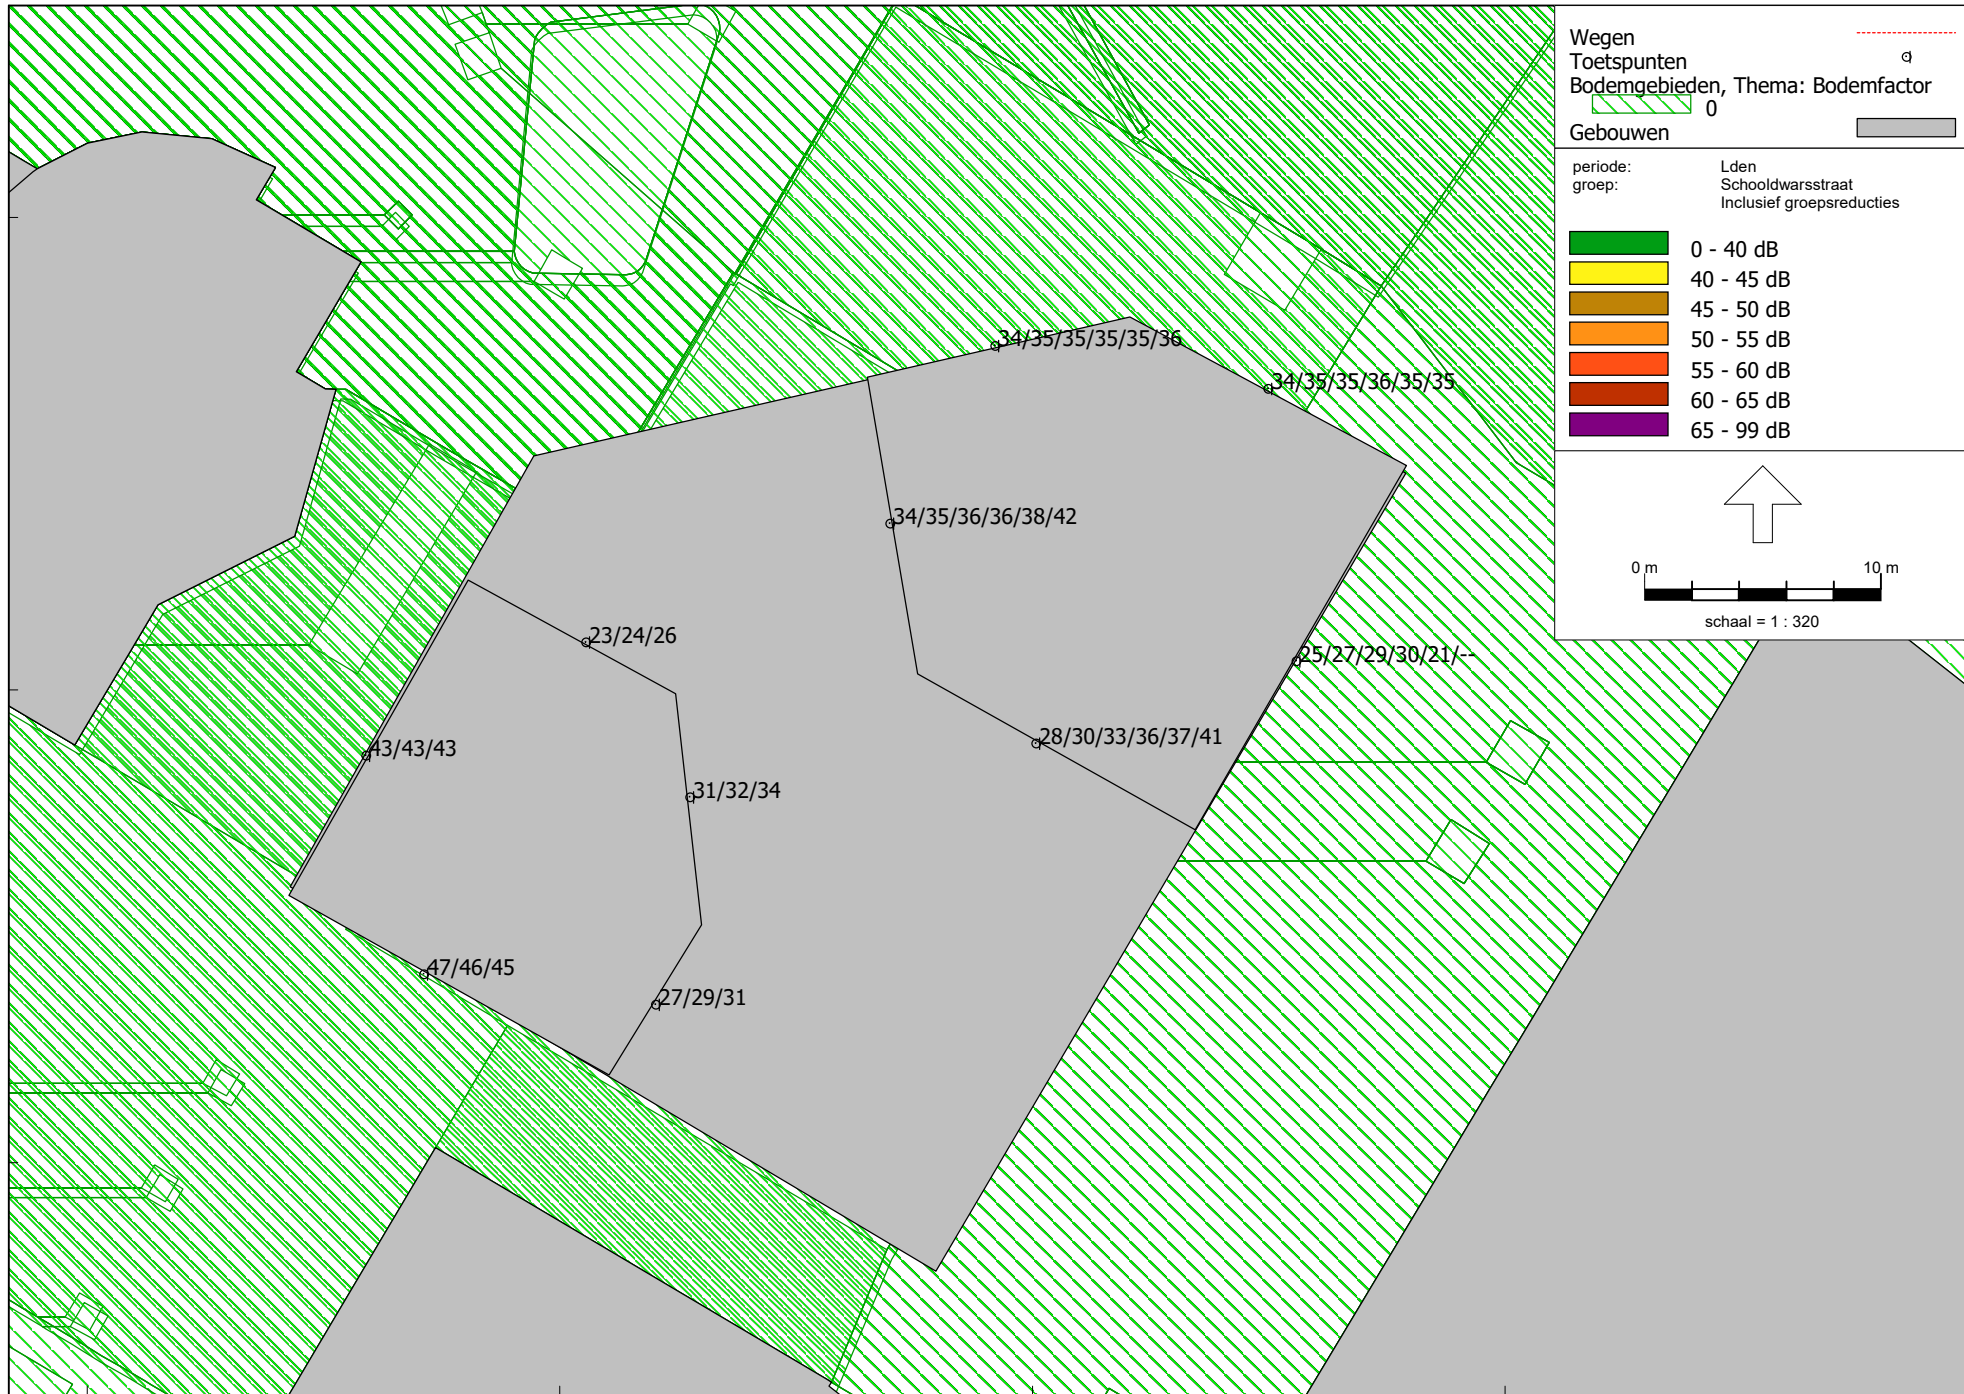 Wegen
Toetspunten
Bodemgebieden, Thema: Bodemfactor
0
Gebouwen
periode: Lden
groep: Schooldwarsstraat
Inclusief groepsreducties
0 - 40 dB
40 - 45 dB
45 - 50 dB
50 - 55 dB
55 - 60 dB
60 - 65 dB
65 - 99 dB
0 m 10 m
schaal = 1 : 320
34/35/35/35/35/36
34/35/35/36/35/35
34/35/36/36/38/42
23/24/26
25/27/29/30/21/--
28/30/33/36/37/41
43/43/43
31/32/34
47/46/45
27/29/31